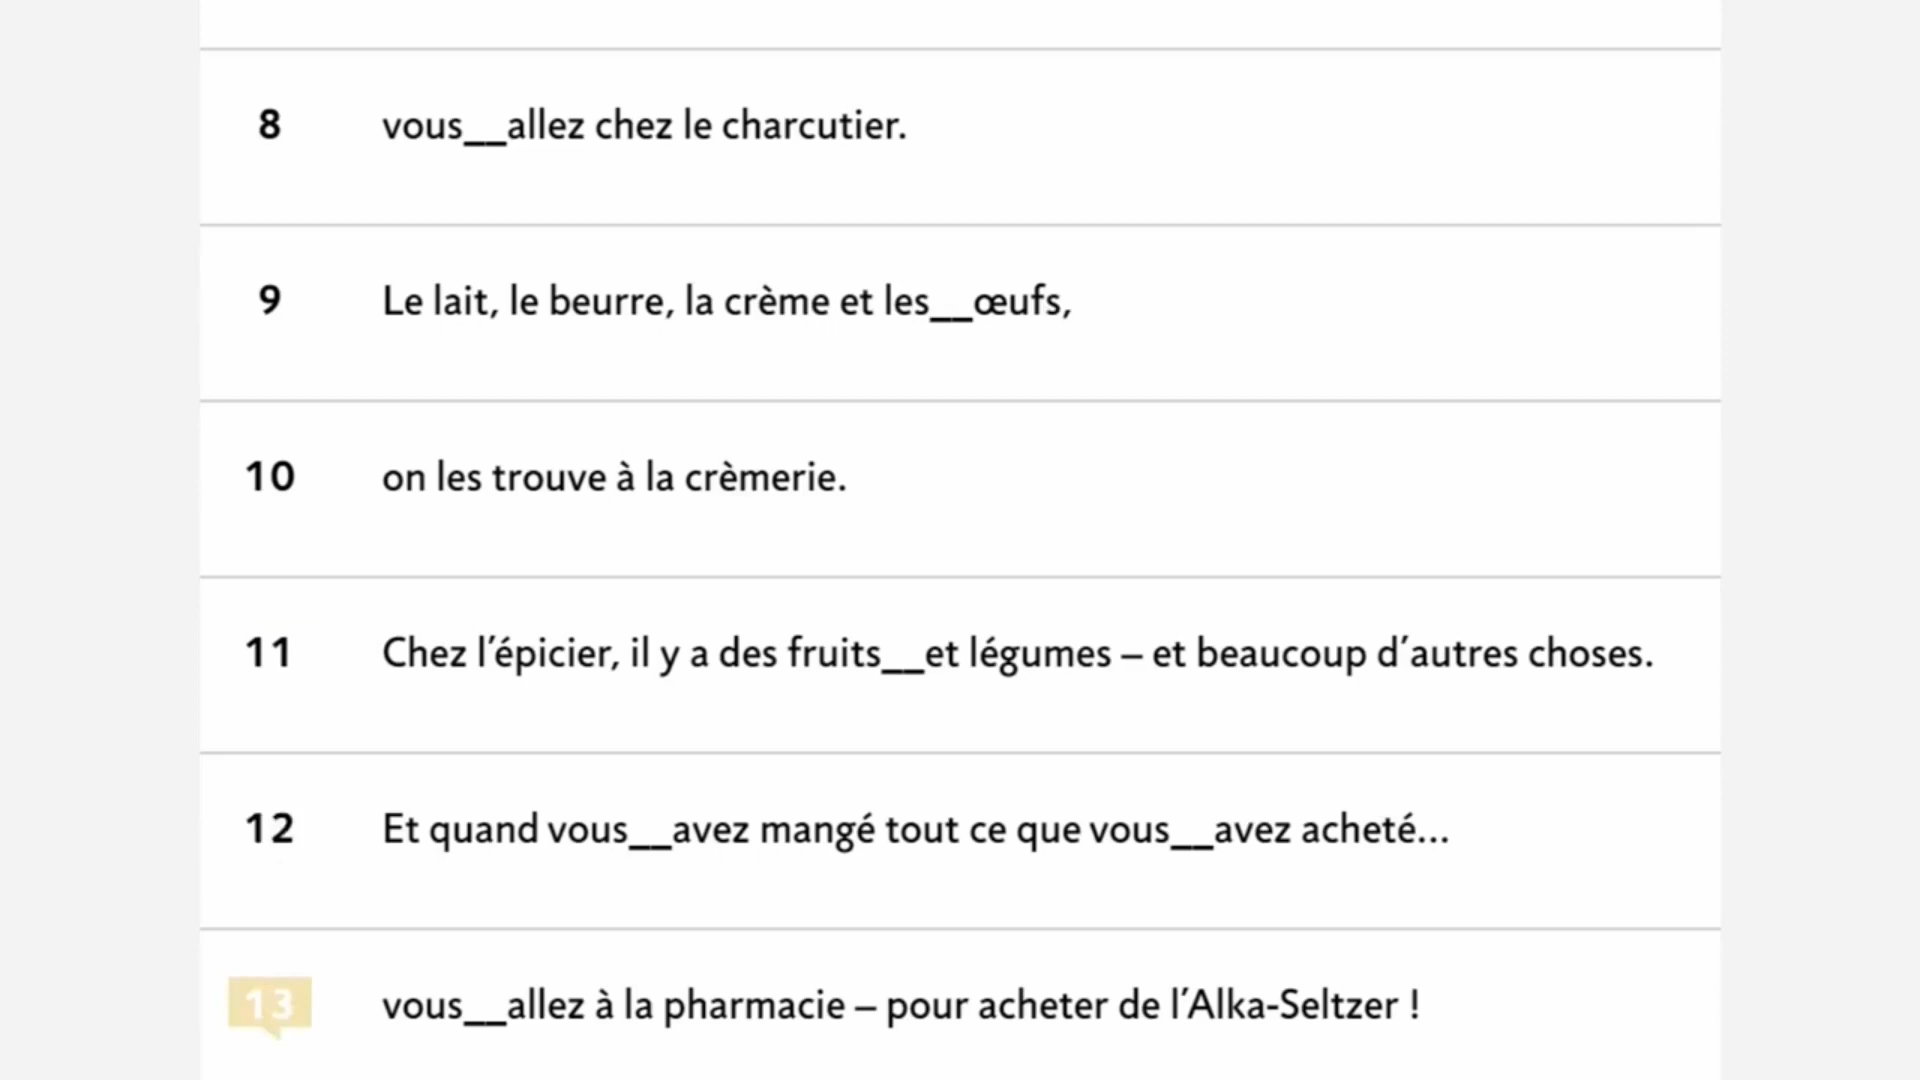 8 vous__allez chez le charcutier.
9 Le lait, le beurre, la crème et les__œufs,
10 on les trouve à la crèmerie.
11 Chez l’épicier, il y a des fruits__et légumes – et beaucoup d’autres choses.
12 Et quand vous__avez mangé tout ce que vous__avez acheté…
13 vous__allez à la pharmacie – pour acheter de l’Alka-Seltzer !